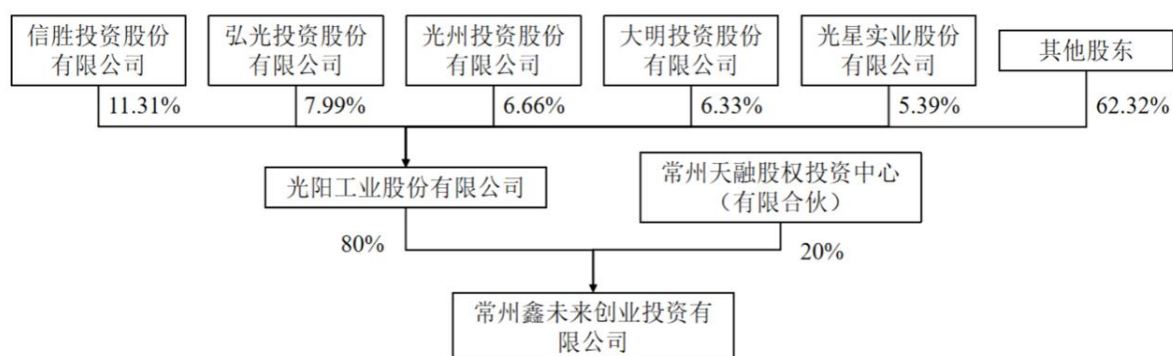 信胜投资股份
有限公司
弘光投资股份
有限公司
光州投资股份
有限公司
大明投资股份
有限公司
光星实业股份
有限公司
其他股东
11.31%
7.99%
6.66%
6.33%
5.39%
62.32%
光阳工业股份有限公司
常州天融股权投资中心
（有限合伙）
80%
20%
常州鑫未来创业投资有
限公司